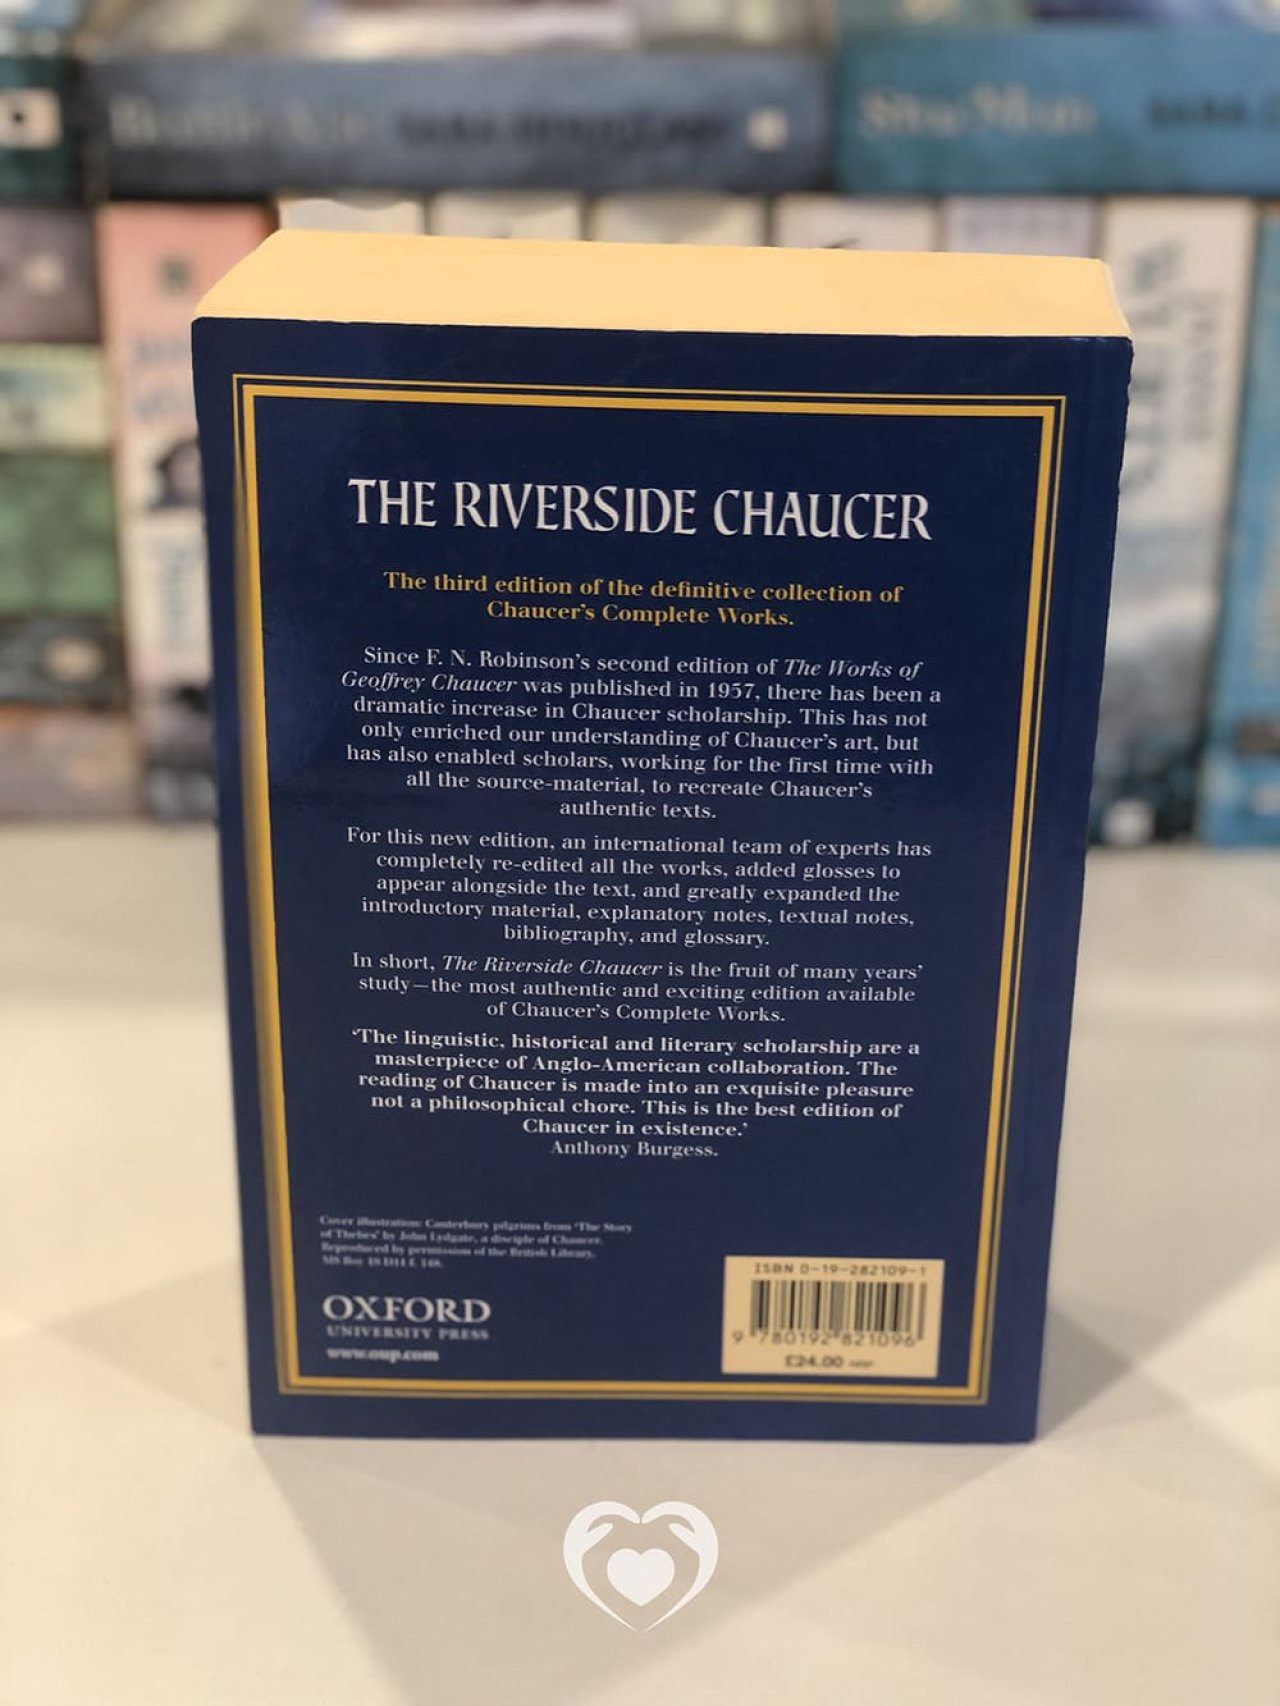 THE RIVERSIDE CHAUCER
The third edition of the definitive collection of
Chaucer's Complete Works.
Since F. N. Robinson's second edition of The Works of
Geoffrey Chaucer was published in 1957, there has been a
dramatic increase in Chaucer scholarship. This has not
only enriched our understanding of Chaucer's art, but
has also enabled scholars, working for the first time with
all the source-material, to recreate Chaucer's
authentic texts.
For this new edition, an international team of experts has
completely re-edited all the works, added glosses to
appear alongside the text, and greatly expanded the
introductory material, explanatory notes, textual notes,
bibliography, and glossary.
In short, The Riverside Chaucer is the fruit of many years'
study—the most authentic and exciting edition available
of Chaucer's Complete Works.
'The linguistic, historical and literary scholarship are a
masterpiece of Anglo-American collaboration. The
reading of Chaucer is made into an exquisite pleasure
not a philosophical chore. This is the best edition of
Chaucer in existence.'
Anthony Burgess.
Cover illustration: Canterbury pilgrims from 'The Story
of Thebes' by John Lydgate, a disciple of Chaucer.
Reproduced by permission of the British Library.
MS Roy 18 D11 f. 148.
OXFORD
UNIVERSITY PRESS
www.oup.com
ISBN 0-19-282109-1
9 780192 821096
£24.00